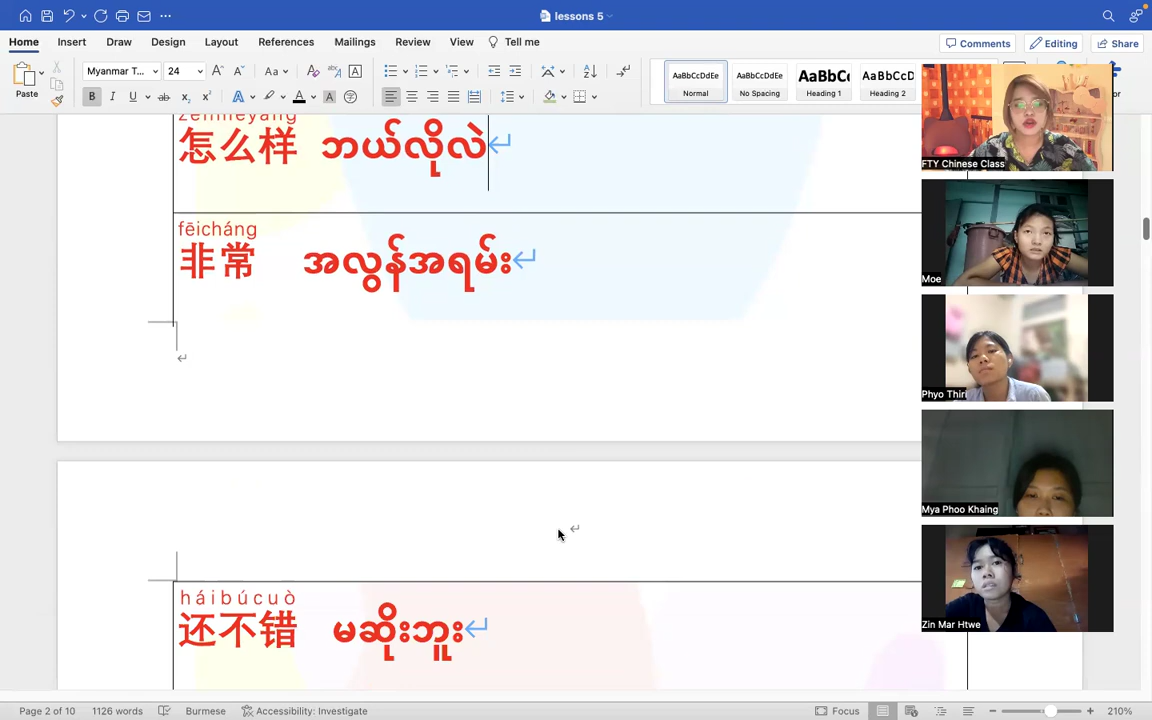 lessons 5
Home Insert Draw Design Layout References Mailings Review View Tell me
Comments Editing Share
Paste
Myanmar T... 24
AaBbCcDdEe AaBbCcDdEe AaBbC AaBbCcD
Normal No Spacing Heading 1 Heading 2
zěnmeyàng
怎么样 ဘယ်လိုလဲ
fēicháng
非常 အလွန်အရမ်း
háibúcuò
还不错 မဆိုးဘူး
FTY Chinese Class
Moe
Phyo Thiri
Mya Phoo Khaing
Zin Mar Htwe
Page 2 of 10 1126 words Burmese Accessibility: Investigate Focus 210%